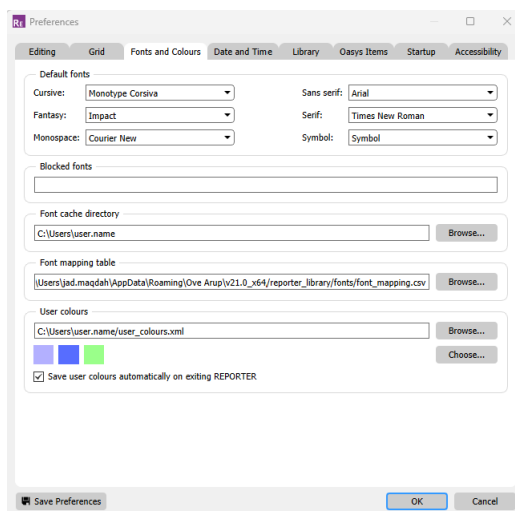 RE Preferences
Editing Grid Fonts and Colours Date and Time Library Oasys Items Startup Accessibility
Default fonts
Cursive: Monotype Corsiva Sans serif: Arial
Fantasy: Impact Serif: Times New Roman
Monospace: Courier New Symbol: Symbol
Blocked fonts
Font cache directory
C:\Users\user.name Browse...
Font mapping table
\Users\jad.maqdah\AppData\Roaming\Ove Arup\v21.0_x64/reporter_library/fonts/font_mapping.csv Browse...
User colours
C:\Users\user.name/user_colours.xml Browse...
Choose...
Save user colours automatically on exiting REPORTER
Save Preferences OK Cancel